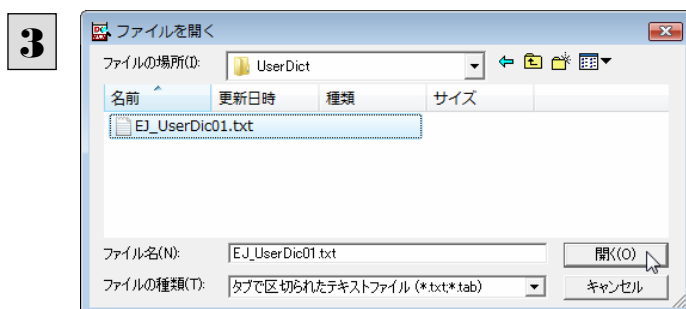 3
ファイルを開く
ファイルの場所(I):
UserDict
名前 更新日時 種類 サイズ
EJ_UserDic01.txt
ファイル名(N): EJ_UserDic01.txt 開く(O)
ファイルの種類(T): タブで区切られたテキストファイル (*.txt;*.tab) キャンセル